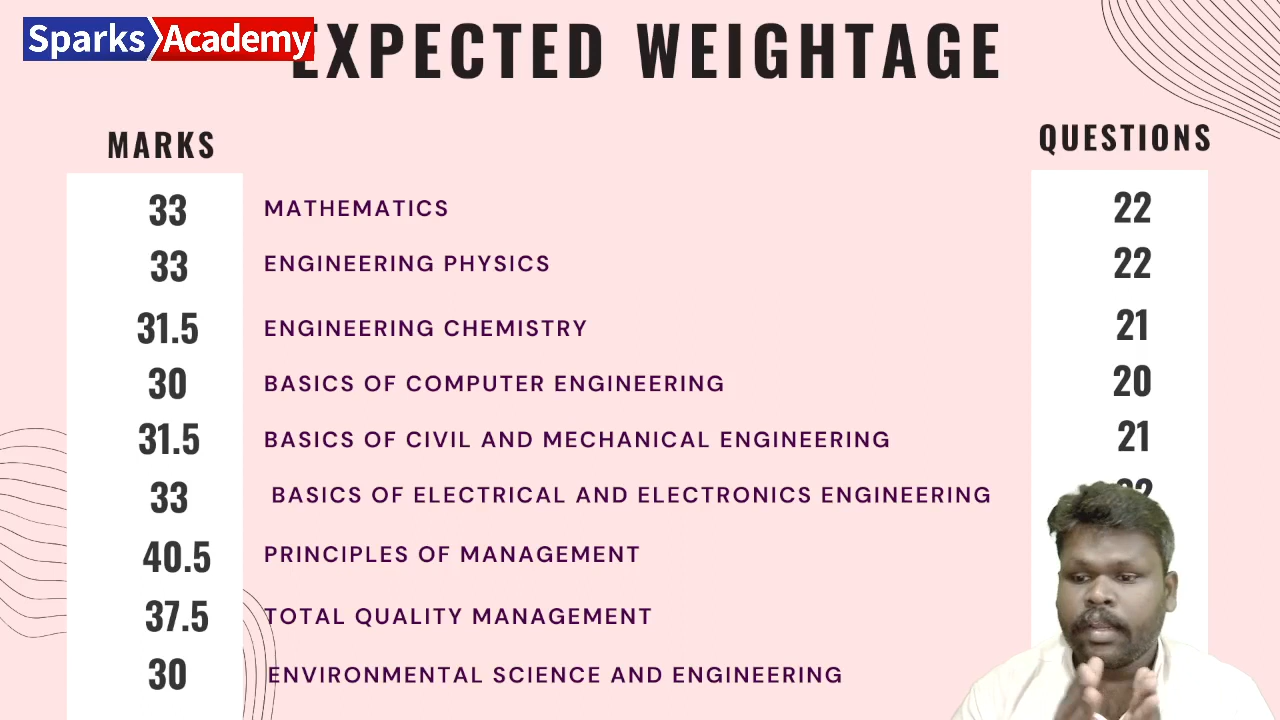 Sparks Academy
EXPECTED WEIGHTAGE
MARKS QUESTIONS
33 MATHEMATICS 22
33 ENGINEERING PHYSICS 22
31.5 ENGINEERING CHEMISTRY 21
30 BASICS OF COMPUTER ENGINEERING 20
31.5 BASICS OF CIVIL AND MECHANICAL ENGINEERING 21
33 BASICS OF ELECTRICAL AND ELECTRONICS ENGINEERING
40.5 PRINCIPLES OF MANAGEMENT
37.5 TOTAL QUALITY MANAGEMENT
30 ENVIRONMENTAL SCIENCE AND ENGINEERING